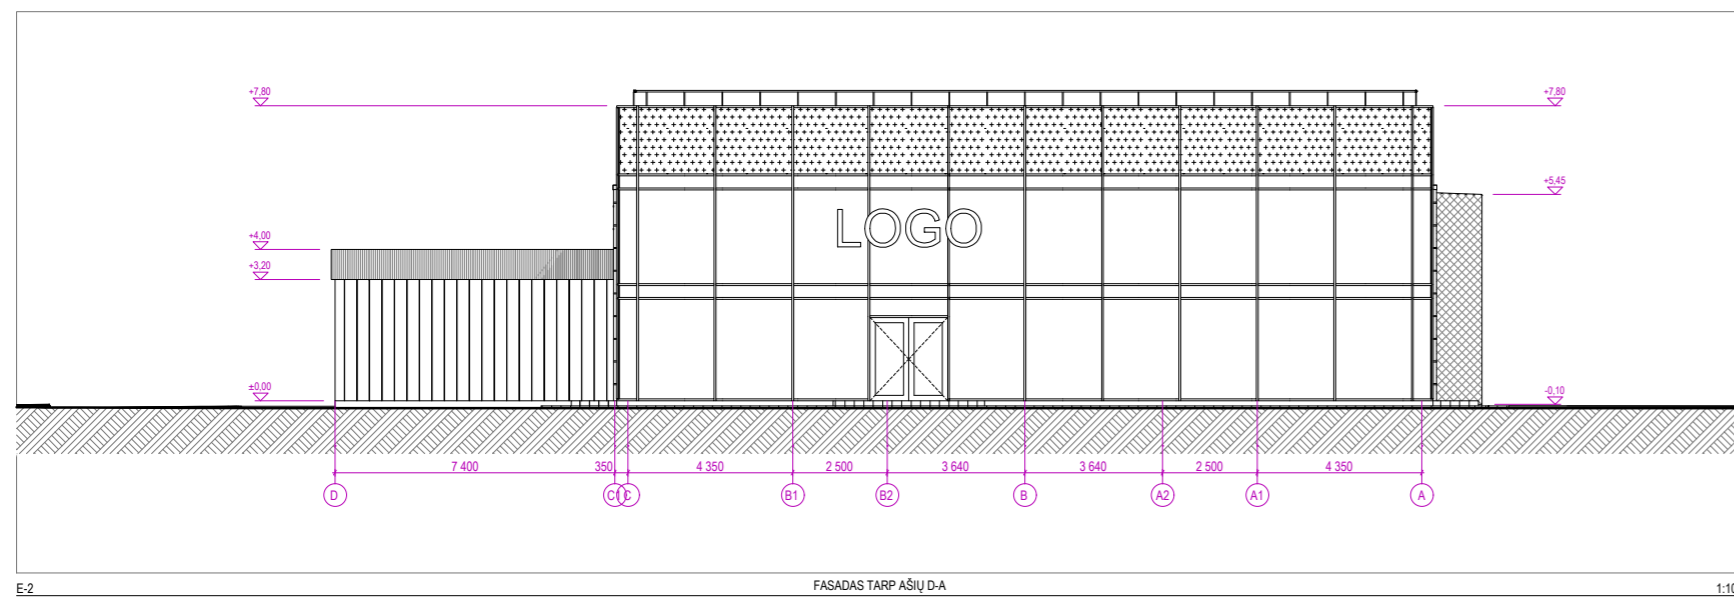 +7,80
+7,80
+5,45
LOGO
+4,00
+3,20
±0,00
-0,10
7 400
350
4 350
2 500
3 640
3 640
2 500
4 350
D
C1
C
B1
B2
B
A2
A1
A
E-2
FASADAS TARP AŠIŲ D-A